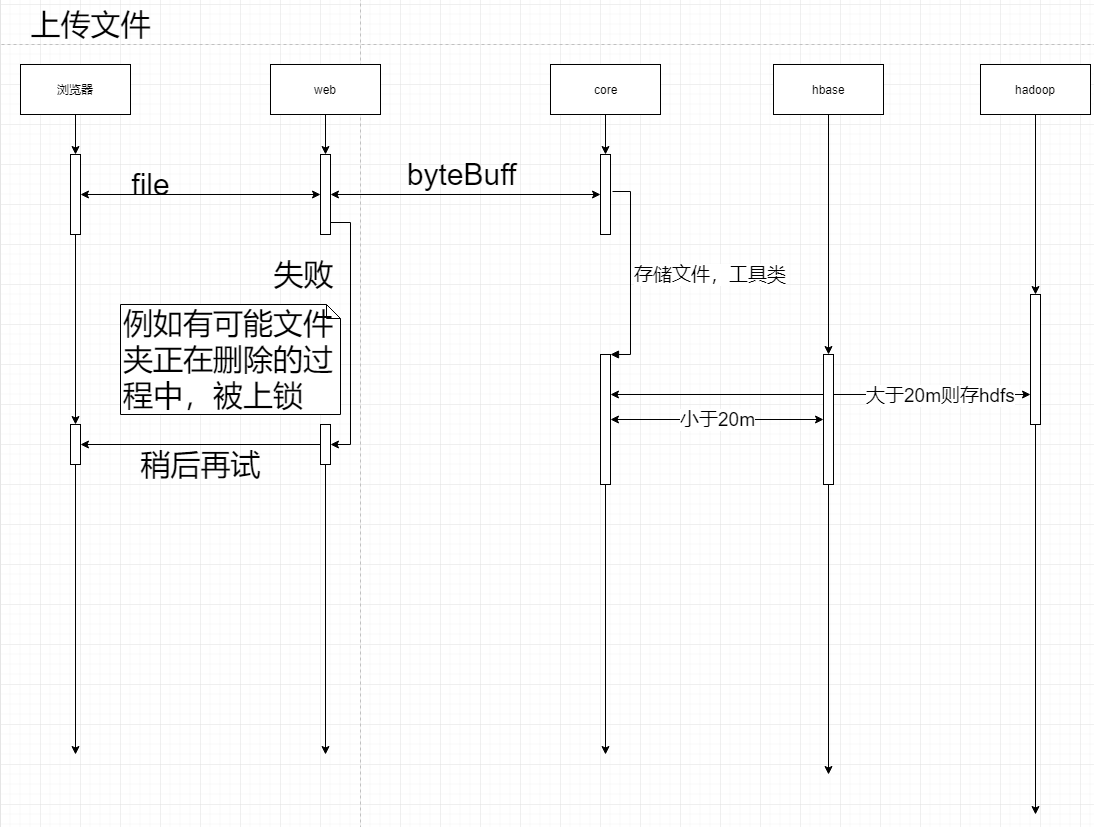 上传文件
浏览器
web
core
hbase
hadoop
file
byteBuff
失败
存储文件，工具类
例如有可能文件
夹正在删除的过
程中，被上锁
大于20m则存hdfs
小于20m
稍后再试